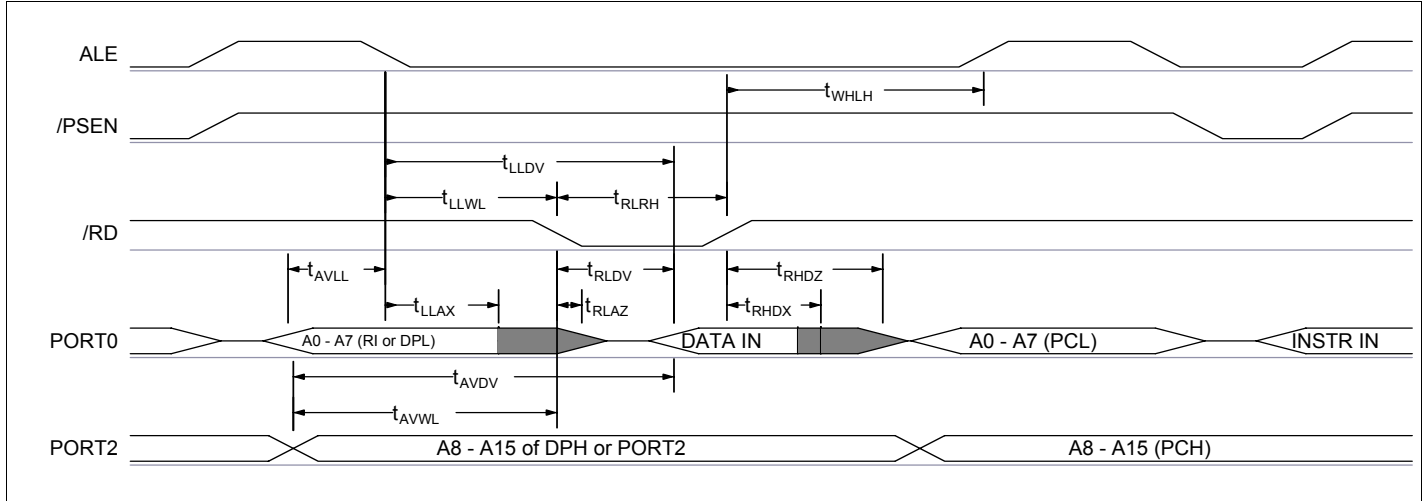 ALE
tWHLH
/PSEN
tLLDV
tLLWL
tRLRH
/RD
tAVLL
tRLDV
tRHDZ
tLLAX
tRLAZ
tRHDX
PORT0
A0 - A7 (RI or DPL)
DATA IN
A0 - A7 (PCL)
INSTR IN
tAVDV
tAVWL
PORT2
A8 - A15 of DPH or PORT2
A8 - A15 (PCH)